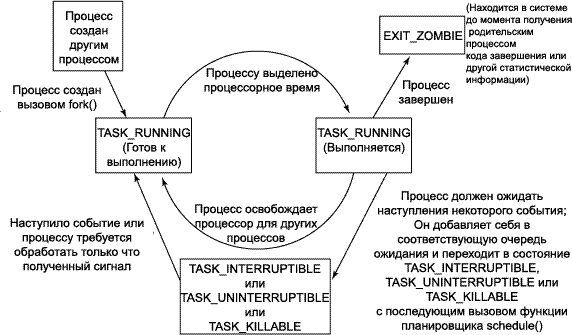 Процесс
создан
другим
процессом
EXIT_ZOMBIE
(Находится в системе
до момента получения
родительским
процессом
кода завершения или
другой статистической
информации)
Процессу выделено
процессорное время
Процесс
завершен
Процесс создан
вызовом fork()
TASK_RUNNING
(Готов к
выполнению)
TASK_RUNNING
(Выполняется)
Процесс освобождает
процессор для других
процессов
Наступило событие или
процессу требуется
обработать только что
полученный сигнал
TASK_INTERRUPTIBLE
или
TASK_UNINTERRUPTIBLE
или
TASK_KILLABLE
Процесс должен ожидать
наступления некоторого события;
Он добавляет себя в
соответствующую очередь
ожидания и переходит в состояние
TASK_INTERRUPTIBLE,
TASK_UNINTERRUPTIBLE или
TASK_KILLABLE
с последующим вызовом функции
планировщика schedule()